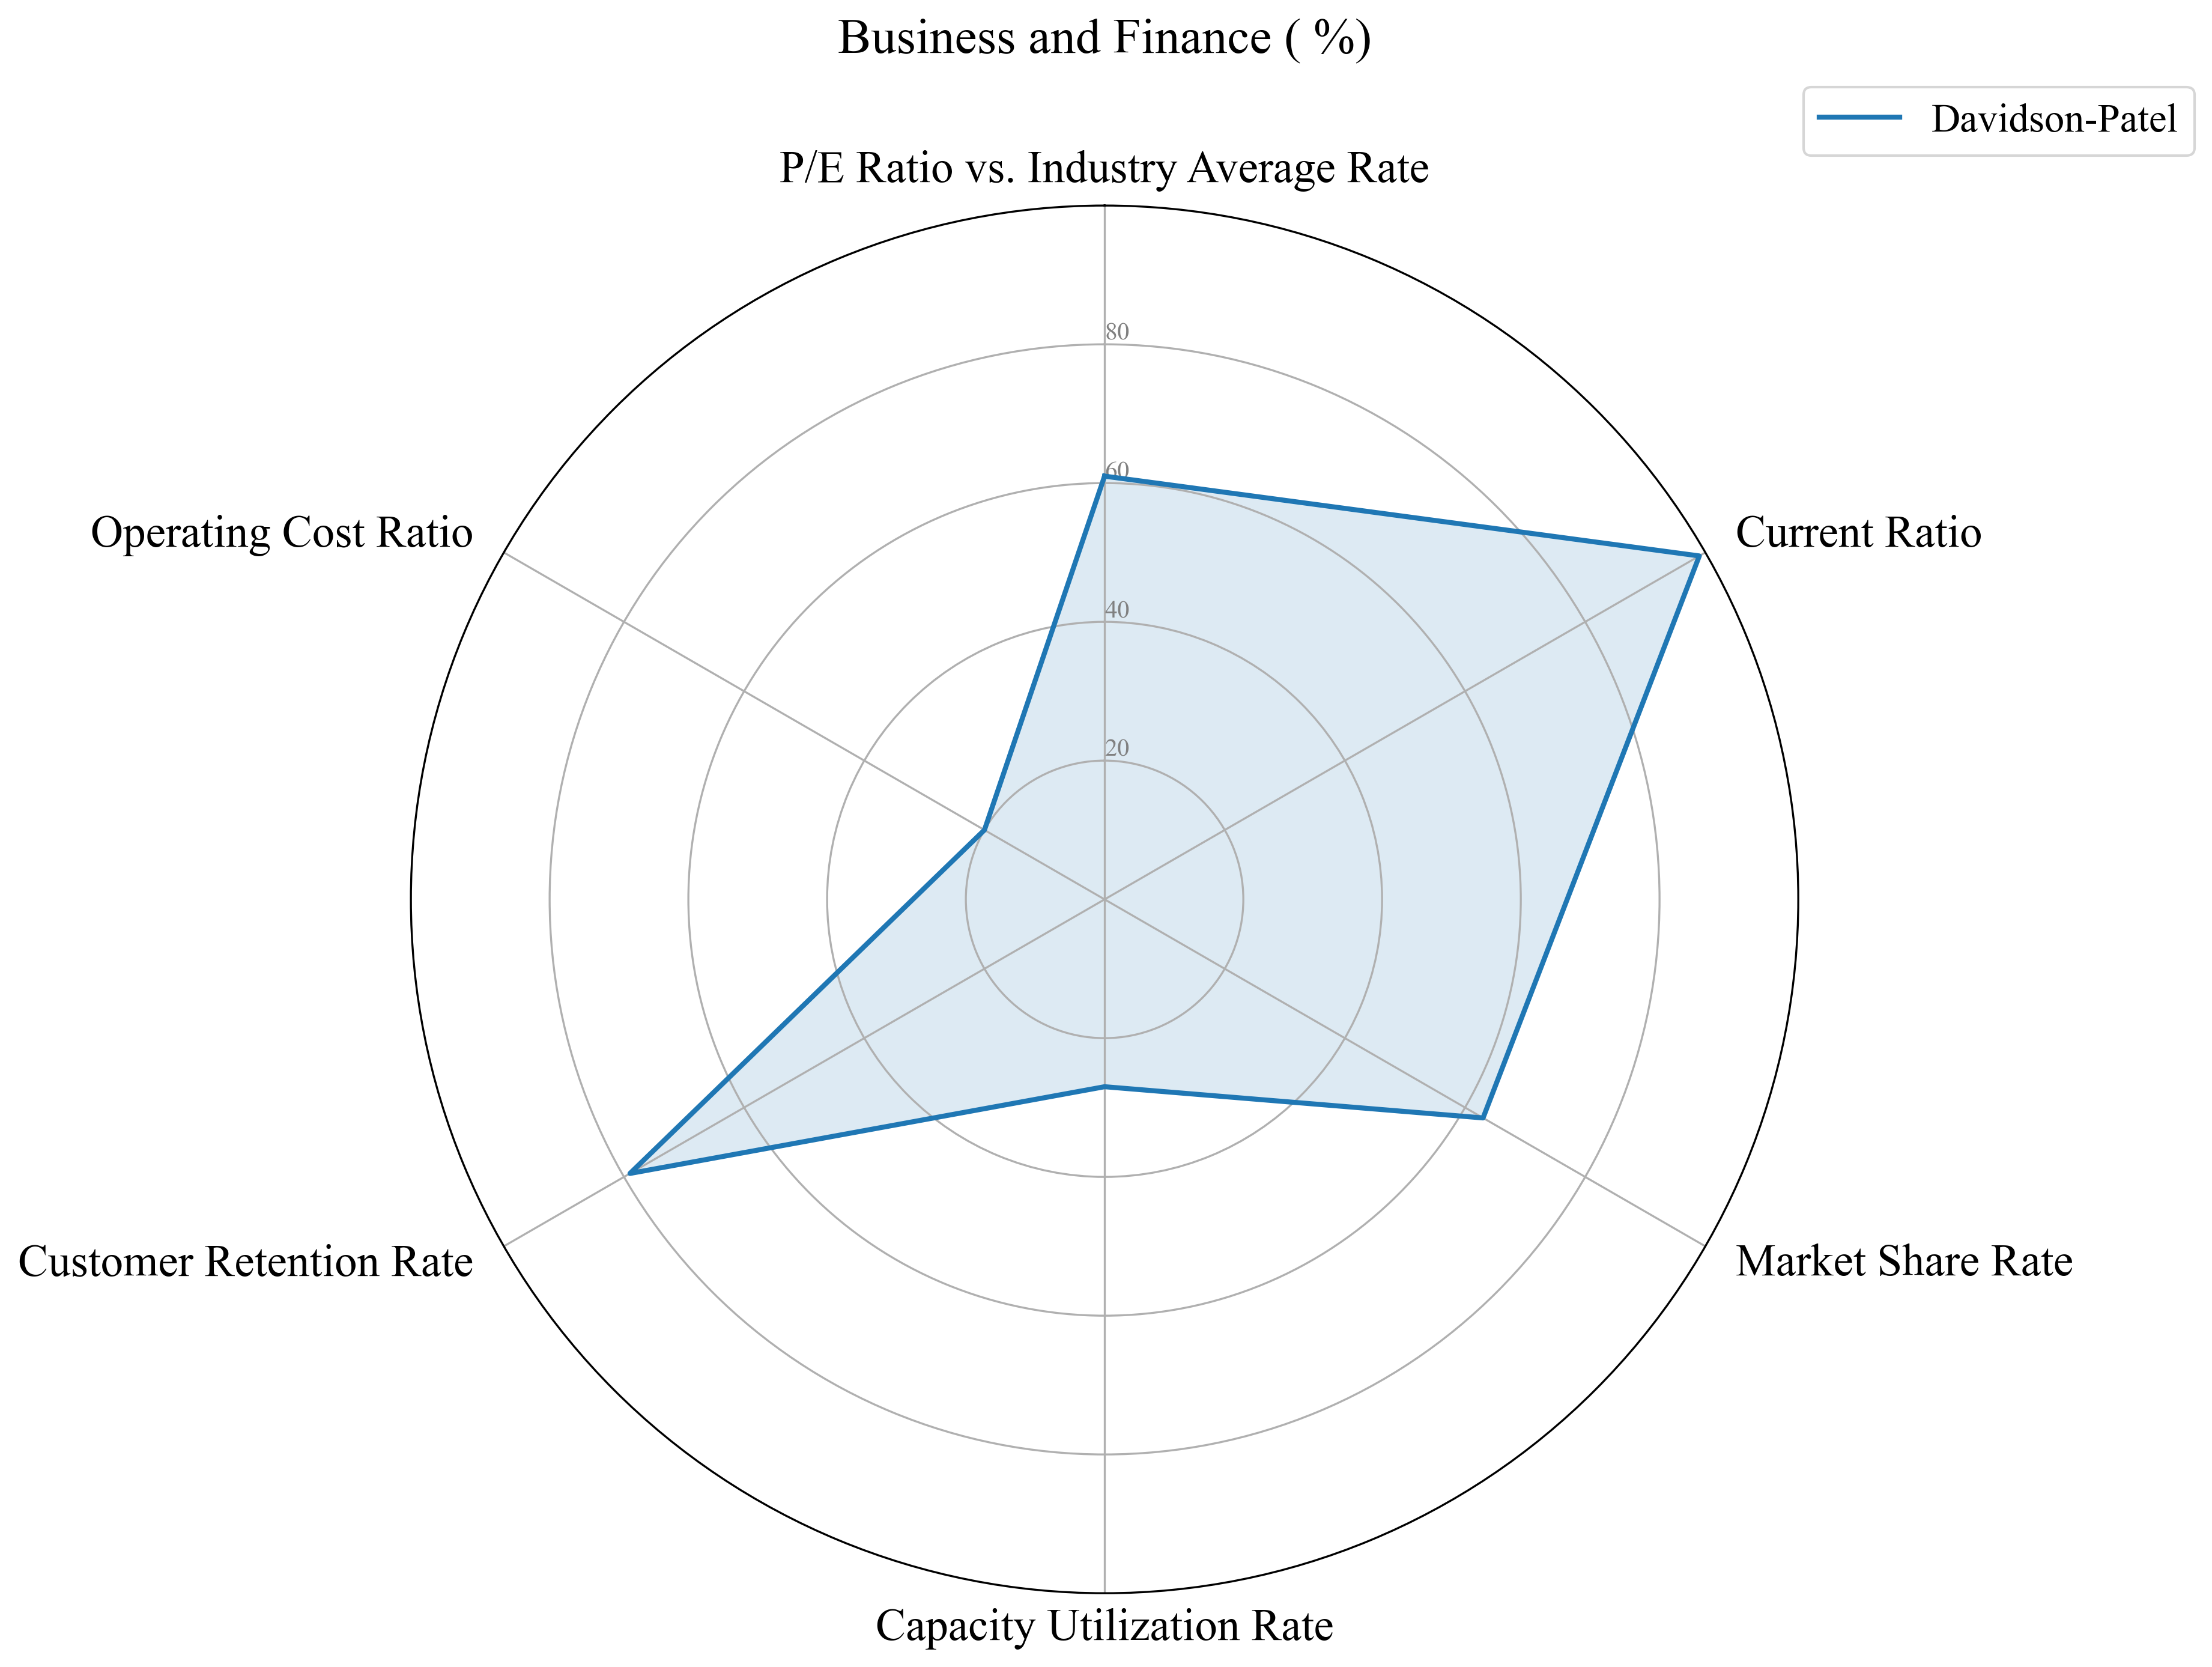 Business and Finance ( %)
Davidson-Patel
P/E Ratio vs. Industry Average Rate
80
60
Operating Cost Ratio
Current Ratio
40
20
Customer Retention Rate
Market Share Rate
Capacity Utilization Rate